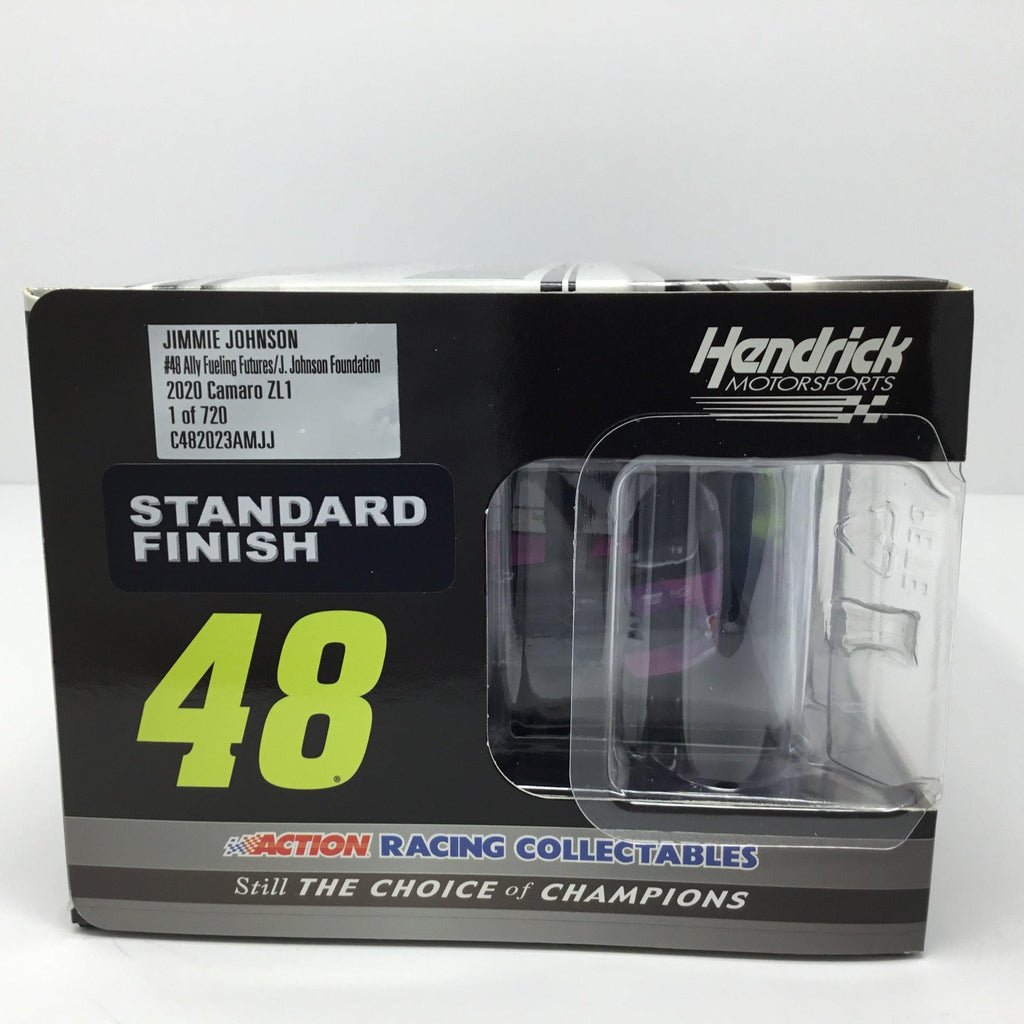 JIMMIE JOHNSON
#48 Ally Fueling Futures/J. Johnson Foundation
2020 Camaro ZL1
1 of 720
C482023AMJJ
Hendrick
MOTORSPORTS
STANDARD
FINISH
48®
PETE
ACTION RACING COLLECTABLES
Still THE CHOICE of CHAMPIONS